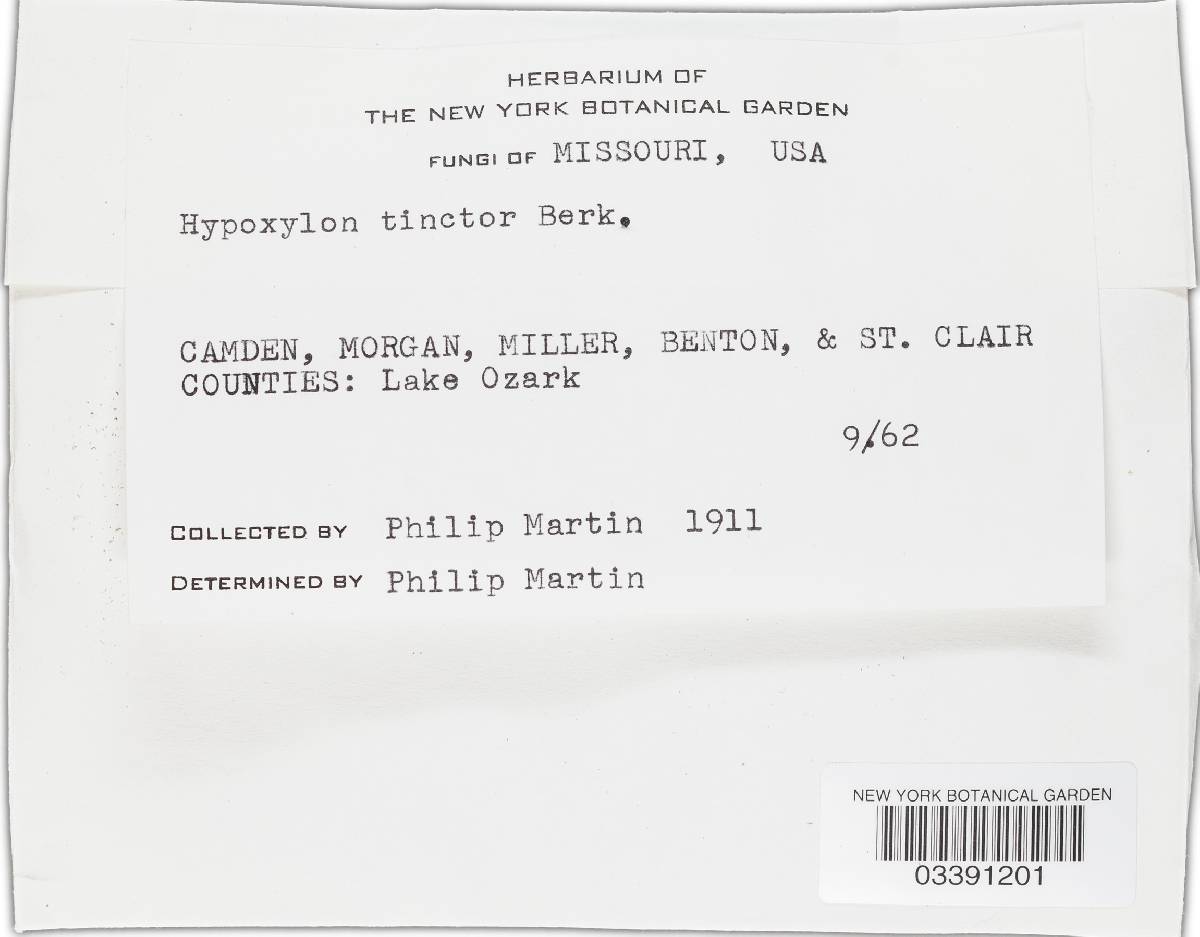 HERBARIUM OF
THE NEW YORK BOTANICAL GARDEN
FUNGI OF MISSOURI, USA
Hypoxylon tinctor Berk.
CAMDEN, MORGAN, MILLER, BENTON, & ST. CLAIR
COUNTIES: Lake Ozark
9/62
COLLECTED BY Philip Martin 1911
DETERMINED BY Philip Martin
NEW YORK BOTANICAL GARDEN
03391201